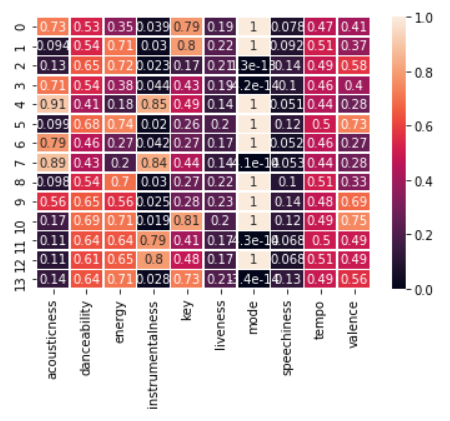 0 0.73 0.53 0.35 0.039 0.79 0.19 1 0.078 0.47 0.41
1 0.094 0.54 0.71 0.03 0.8 0.22 1 0.092 0.51 0.37
2 0.13 0.65 0.72 0.023 0.17 0.14 0.49 0.58
3 0.71 0.54 0.38 0.044 0.43 0.19 0.1 0.46 0.4
4 0.91 0.41 0.18 0.85 0.49 0.14 1 0.051 0.44 0.28
5 0.099 0.68 0.74 0.02 0.26 0.2 1 0.12 0.5 0.73
6 0.79 0.46 0.27 0.042 0.27 0.17 1 0.052 0.46 0.27
7 0.89 0.43 0.2 0.84 0.44 0.14 0.053 0.44 0.28
8 0.098 0.54 0.7 0.03 0.27 0.22 1 0.1 0.51 0.33
9 0.56 0.65 0.56 0.025 0.28 0.23 1 0.14 0.48 0.69
10 0.17 0.69 0.71 0.019 0.81 0.2 1 0.12 0.49 0.75
11 0.11 0.64 0.64 0.79 0.41 0.17 0.068 0.5 0.49
12 0.11 0.61 0.65 0.8 0.48 0.17 1 0.068 0.51 0.49
13 0.14 0.64 0.71 0.028 0.73 0.13 0.49 0.56
acousticness danceability energy instrumentalness key liveness mode speechiness tempo valence
1.0
0.8
0.6
0.4
0.2
0.0